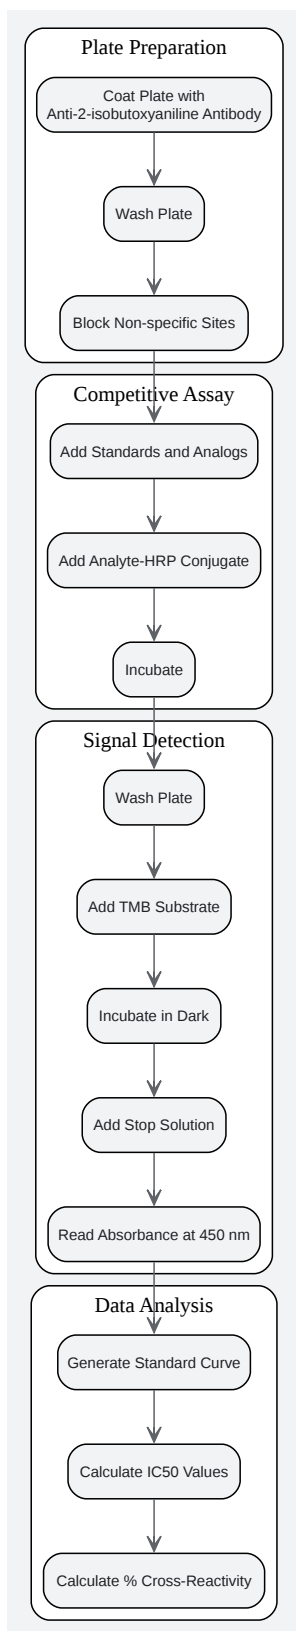 Plate Preparation
Coat Plate with
Anti-2-isobutoxyaniline Antibody
Wash Plate
Block Non-specific Sites
Competitive Assay
Add Standards and Analogs
Add Analyte-HRP Conjugate
Incubate
Signal Detection
Wash Plate
Add TMB Substrate
Incubate in Dark
Add Stop Solution
Read Absorbance at 450 nm
Data Analysis
Generate Standard Curve
Calculate IC50 Values
Calculate % Cross-Reactivity